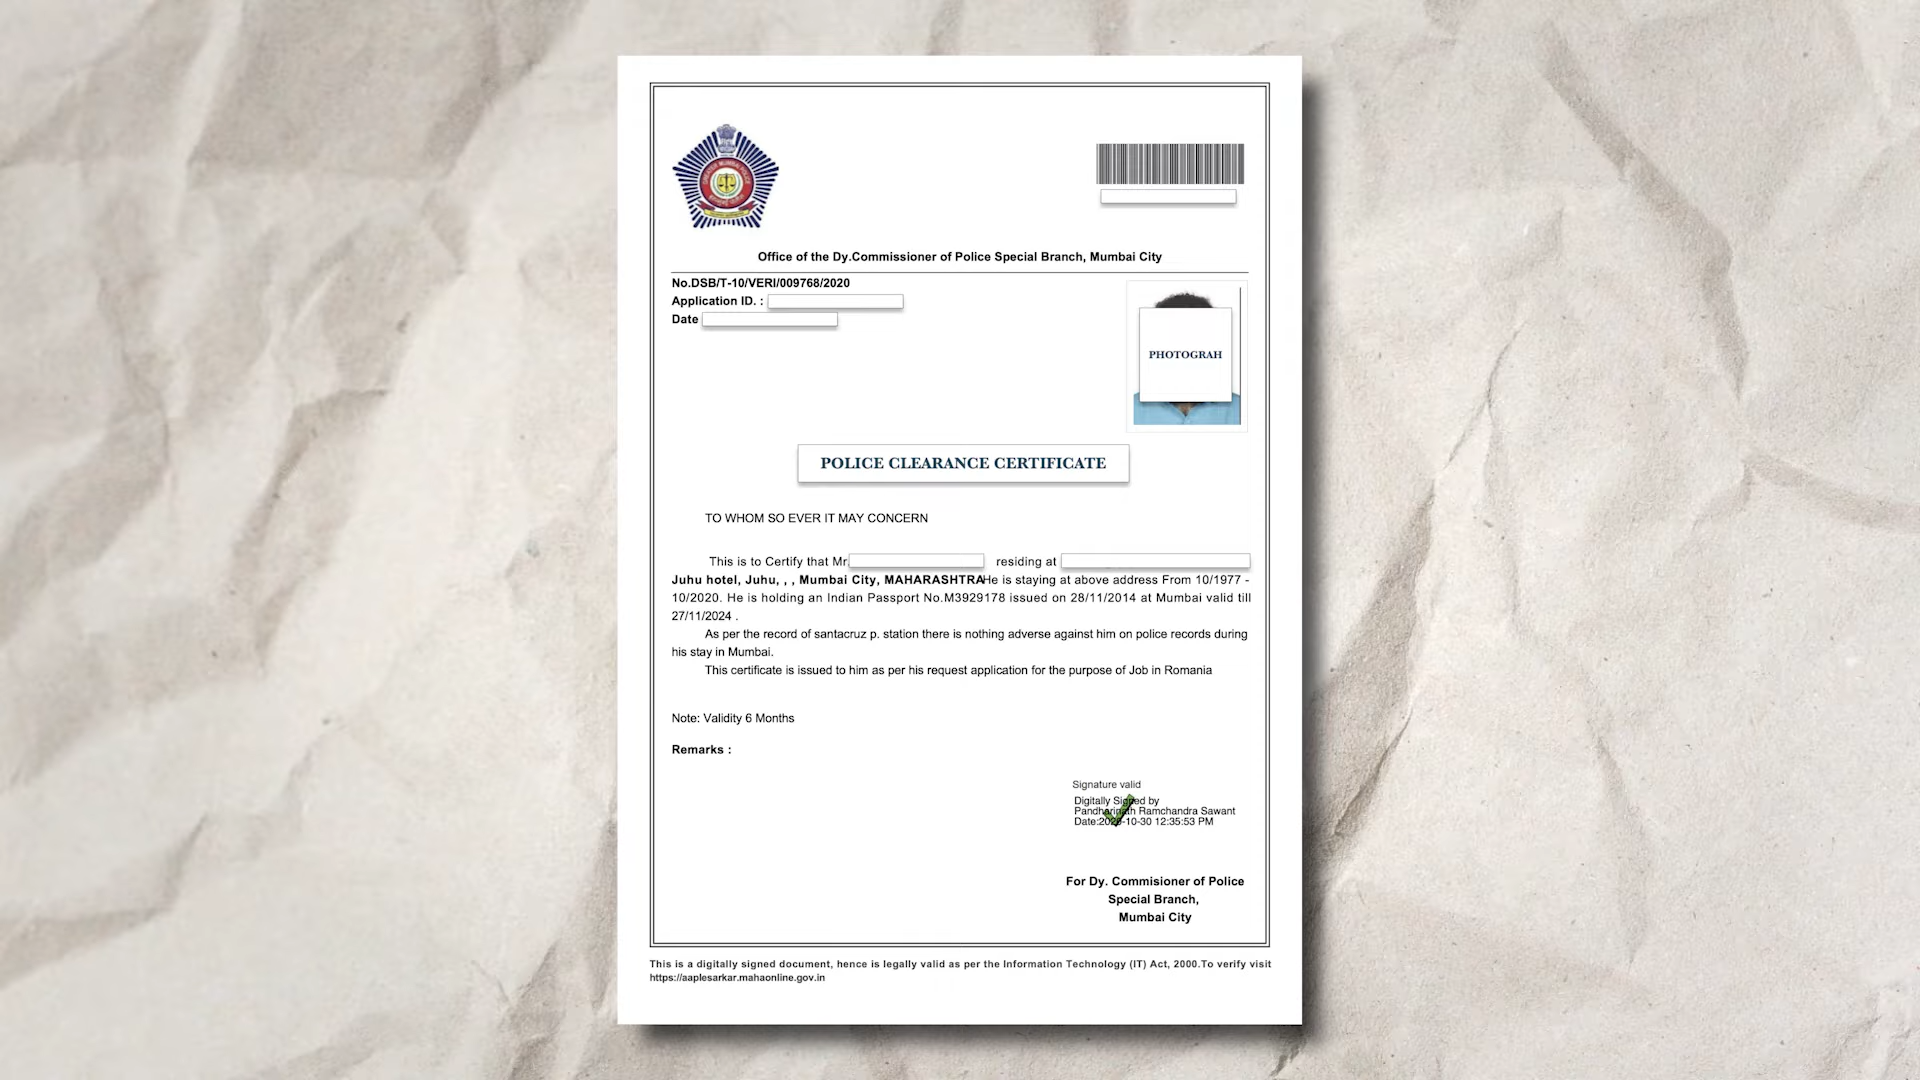 Office of the Dy.Commissioner of Police Special Branch, Mumbai City
No.DSB/T-10/VERI/009768/2020
Application ID. :
Date
PHOTOGRAH
POLICE CLEARANCE CERTIFICATE
TO WHOM SO EVER IT MAY CONCERN
This is to Certify that Mr. residing at
Juhu hotel, Juhu, , , Mumbai City, MAHARASHTRAHe is staying at above address From 10/1977 -
10/2020. He is holding an Indian Passport No.M3929178 issued on 28/11/2014 at Mumbai valid till
27/11/2024 .
As per the record of santacruz p. station there is nothing adverse against him on police records during
his stay in Mumbai.
This certificate is issued to him as per his request application for the purpose of Job in Romania
Note: Validity 6 Months
Remarks :
Signature valid
Digitally Signed by
Pandharinath Ramchandra Sawant
Date:2020-10-30 12:35:53 PM
For Dy. Commisioner of Police
Special Branch,
Mumbai City
This is a digitally signed document, hence is legally valid as per the Information Technology (IT) Act, 2000.To verify visit
https://aaplesarkar.mahaonline.gov.in